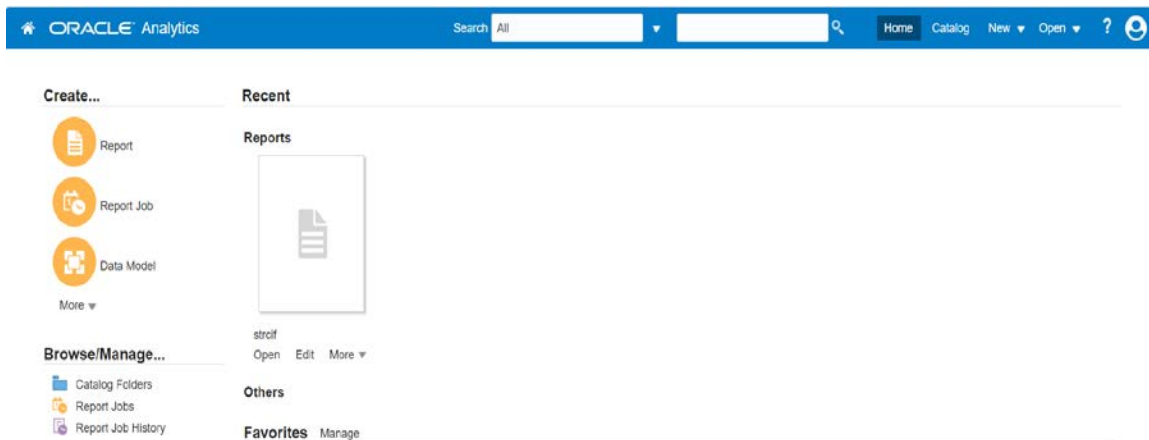 ORACLE Analytics
Search All
Home Catalog New Open ?
Create...
Report
Report Job
Data Model
More
Browse/Manage...
Catalog Folders
Report Jobs
Report Job History
Recent
Reports
strcif
Open Edit More
Others
Favorites Manage